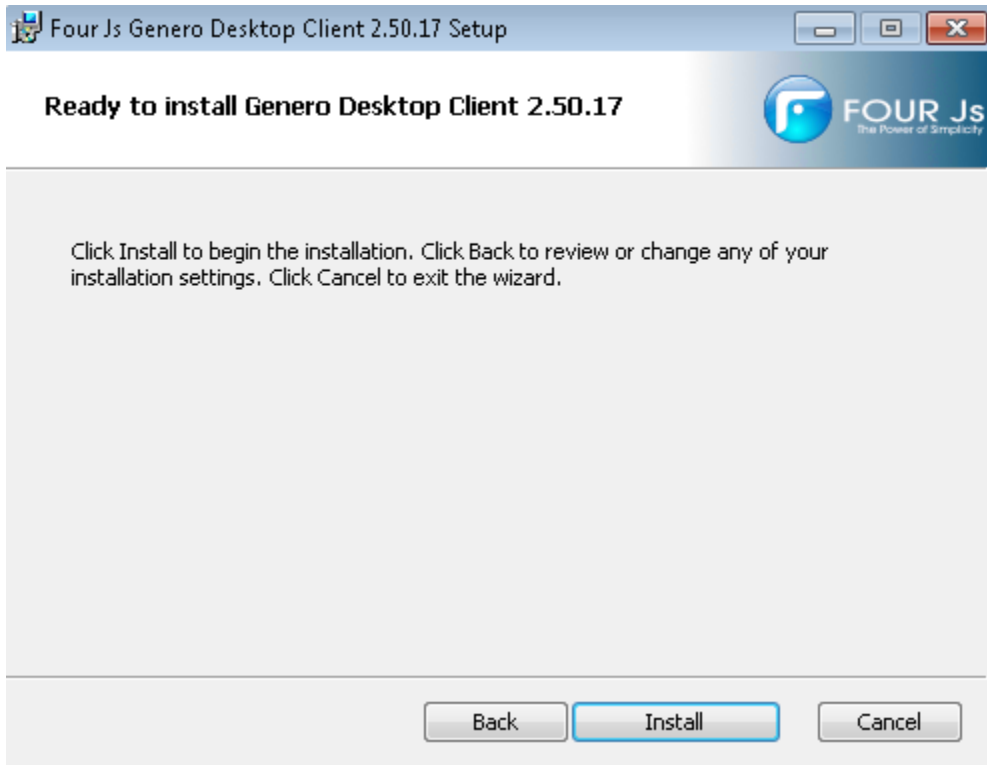 Four Js Genero Desktop Client 2.50.17 Setup
Ready to install Genero Desktop Client 2.50.17
FOUR Js
The Power of Simplicity
Click Install to begin the installation. Click Back to review or change any of your
installation settings. Click Cancel to exit the wizard.
Back
Install
Cancel